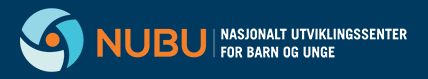 NUBU
NASJONALT UTVIKLINGSSENTER
FOR BARN OG UNGE